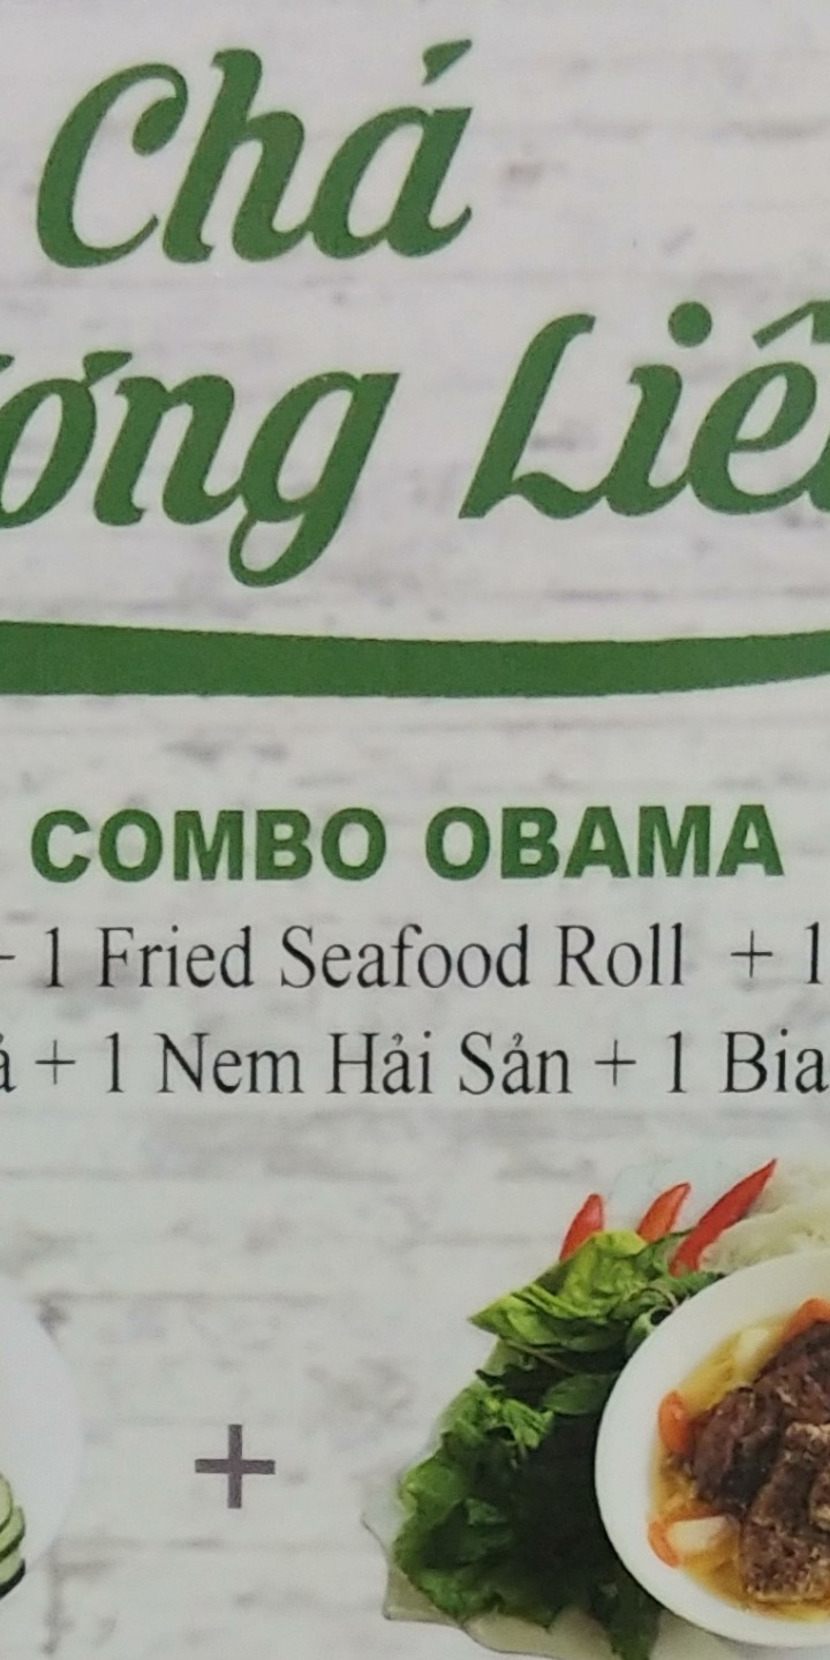 Chá
ơng Liê
COMBO OBAMA
1 Fried Seafood Roll + 1
ả + 1 Nem Hải Sản + 1 Bia
+